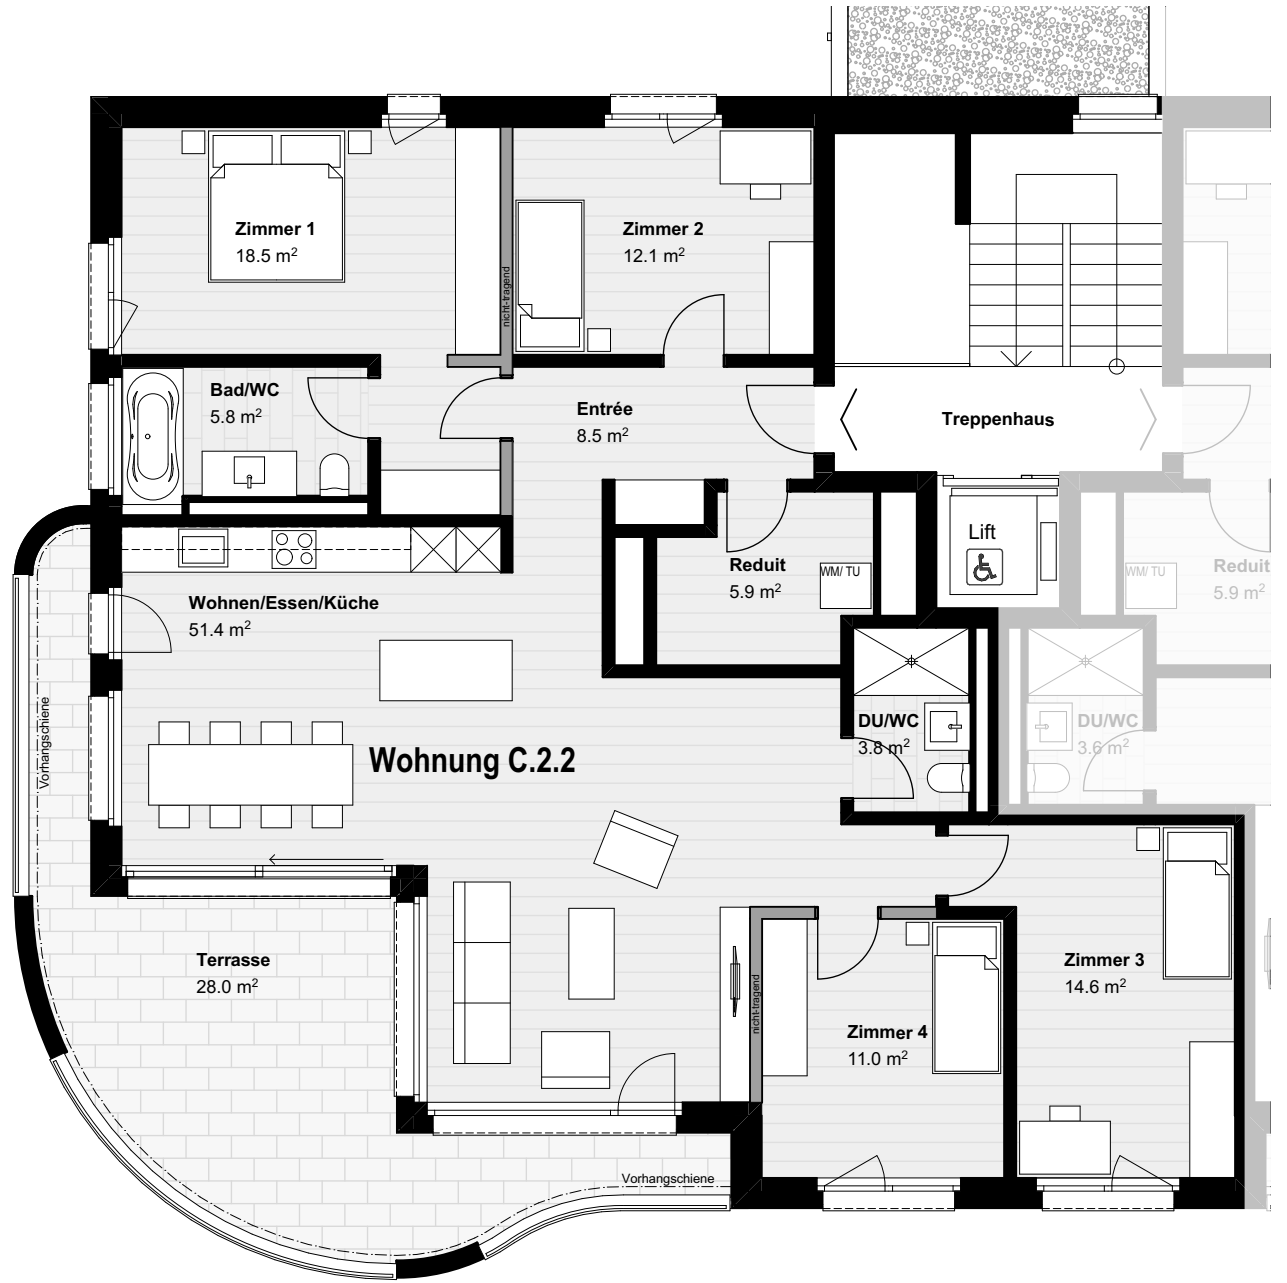 Zimmer 1
18.5 m²
Zimmer 2
12.1 m²
nicht-tragend
Bad/WC
5.8 m²
Entrée
8.5 m²
Treppenhaus
Lift
Reduit
5.9 m²
WM/ TU
WM/ TU
Reduit
5.9 m²
Wohnen/Essen/Küche
51.4 m²
Vorhangschiene
DU/WC
3.8 m²
DU/WC
3.6 m²
Wohnung C.2.2
Terrasse
28.0 m²
nicht-tragend
Zimmer 4
11.0 m²
Zimmer 3
14.6 m²
Vorhangschiene